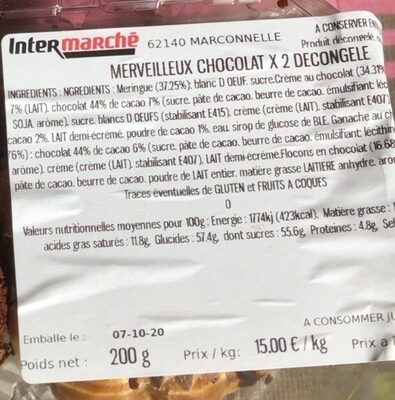 Intermarché 62140 MARCONNELLE
A CONSERVER
Produit décongelé,
MERVEILLEUX CHOCOLAT X 2 DECONGELE
INGREDIENTS : NGREDIENTS : Meringue (37.25%): blanc D OEUF. sucre.Crème au chocolat (34.31%
7% (LAIT). chocolat 44% de cacao 7% (sucre. pâte de cacao. beurre de cacao. émulsifiant: léc
SOJA. arôme). sucre. blancs D OEUFS (stabilisant E415). crème (crème (LAIT). stabilisant E407).
cacao 2%. LAIT demi-écrémé. poudre de cacao 1%. eau. sirop de glucose de BLE. Ganache au c
76%) : chocolat 44% de cacao 6% (sucre. pâte de cacao. beurre de cacao. émulsifiant: lécithin
arôme). crème (crème (LAIT). stabilisant E407). LAIT demi-écrémé.Flocons en chocolat (16.68
pâte de cacao. beurre de cacao. poudre de LAIT entier. matière grasse LAITIERE anhydre. arôm
Traces éventuelles de GLUTEN et FRUITS A COQUES
0
Valeurs nutritionnelles moyennes pour 100g : Energie : 1774kj (423kcal), Matière grasse : 1
acides gras saturés : 11.8g, Glucides : 57.4g, dont sucres : 55.6g, Protéines : 4.8g, Sel
A CONSOMMER JU
Emballe le : 07-10-20
Poids net : 200 g Prix / kg: 15.00 € / kg Prix a